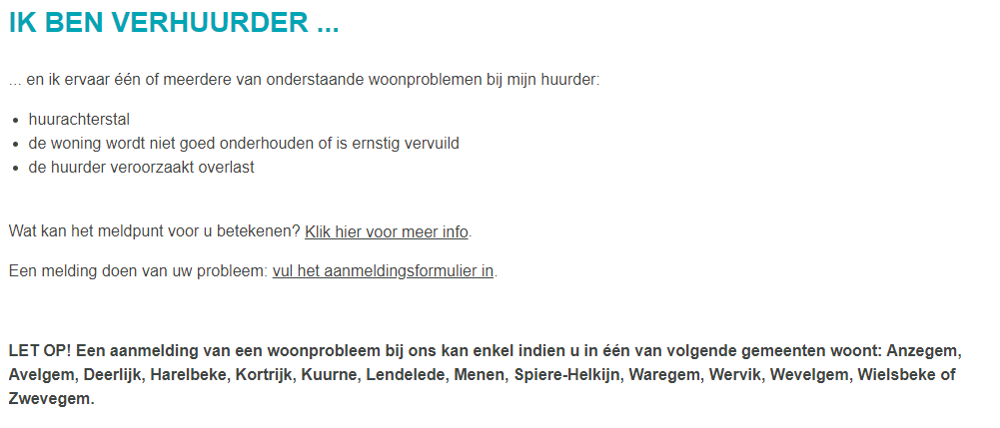 IK BEN VERHUURDER ...
... en ik ervaar één of meerdere van onderstaande woonproblemen bij mijn huurder:
• huurachterstal
• de woning wordt niet goed onderhouden of is ernstig vervuild
• de huurder veroorzaakt overlast
Wat kan het meldpunt voor u betekenen? Klik hier voor meer info.
Een melding doen van uw probleem: vul het aanmeldingsformulier in.
LET OP! Een aanmelding van een woonprobleem bij ons kan enkel indien u in één van volgende gemeenten woont: Anzegem,
Avelgem, Deerlijk, Harelbeke, Kortrijk, Kuurne, Lendelede, Menen, Spiere-Helkijn, Waregem, Wervik, Wevelgem, Wielsbeke of
Zwevegem.